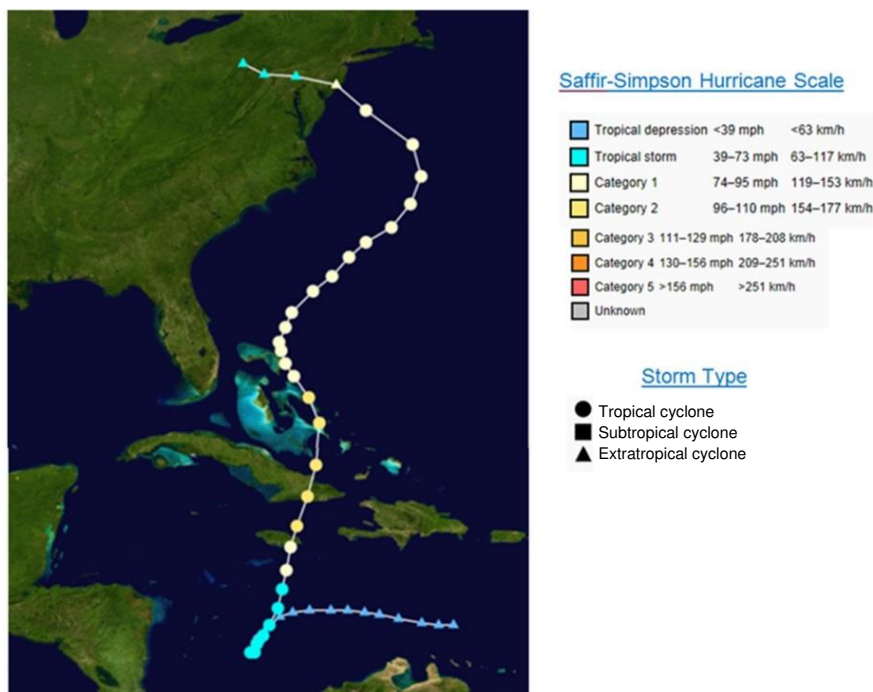 Saffir-Simpson Hurricane Scale
Tropical depression <39 mph <63 km/h
Tropical storm 39–73 mph 63–117 km/h
Category 1 74–95 mph 119–153 km/h
Category 2 96–110 mph 154–177 km/h
Category 3 111–129 mph 178–208 km/h
Category 4 130–156 mph 209–251 km/h
Category 5 >156 mph >251 km/h
Unknown
Storm Type
Tropical cyclone
Subtropical cyclone
Extratropical cyclone